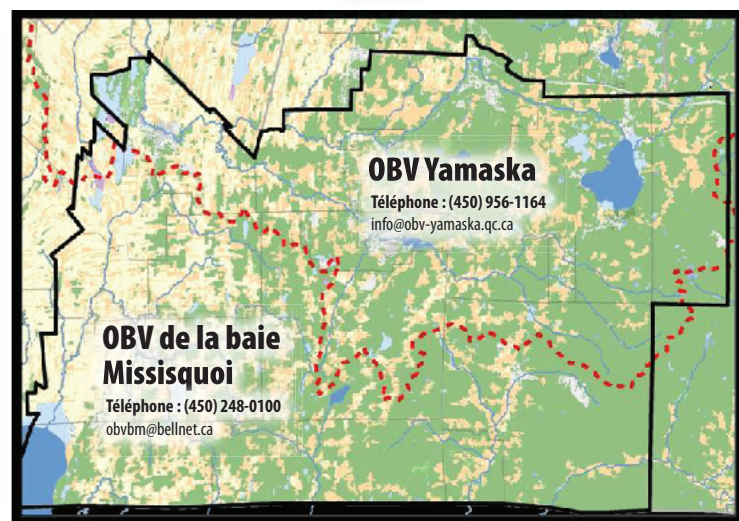 OBV Yamaska
Téléphone : (450) 956-1164
info@obv-yamaska.qc.ca
OBV de la baie
Missisquoi
Téléphone : (450) 248-0100
obvbm@bellnet.ca